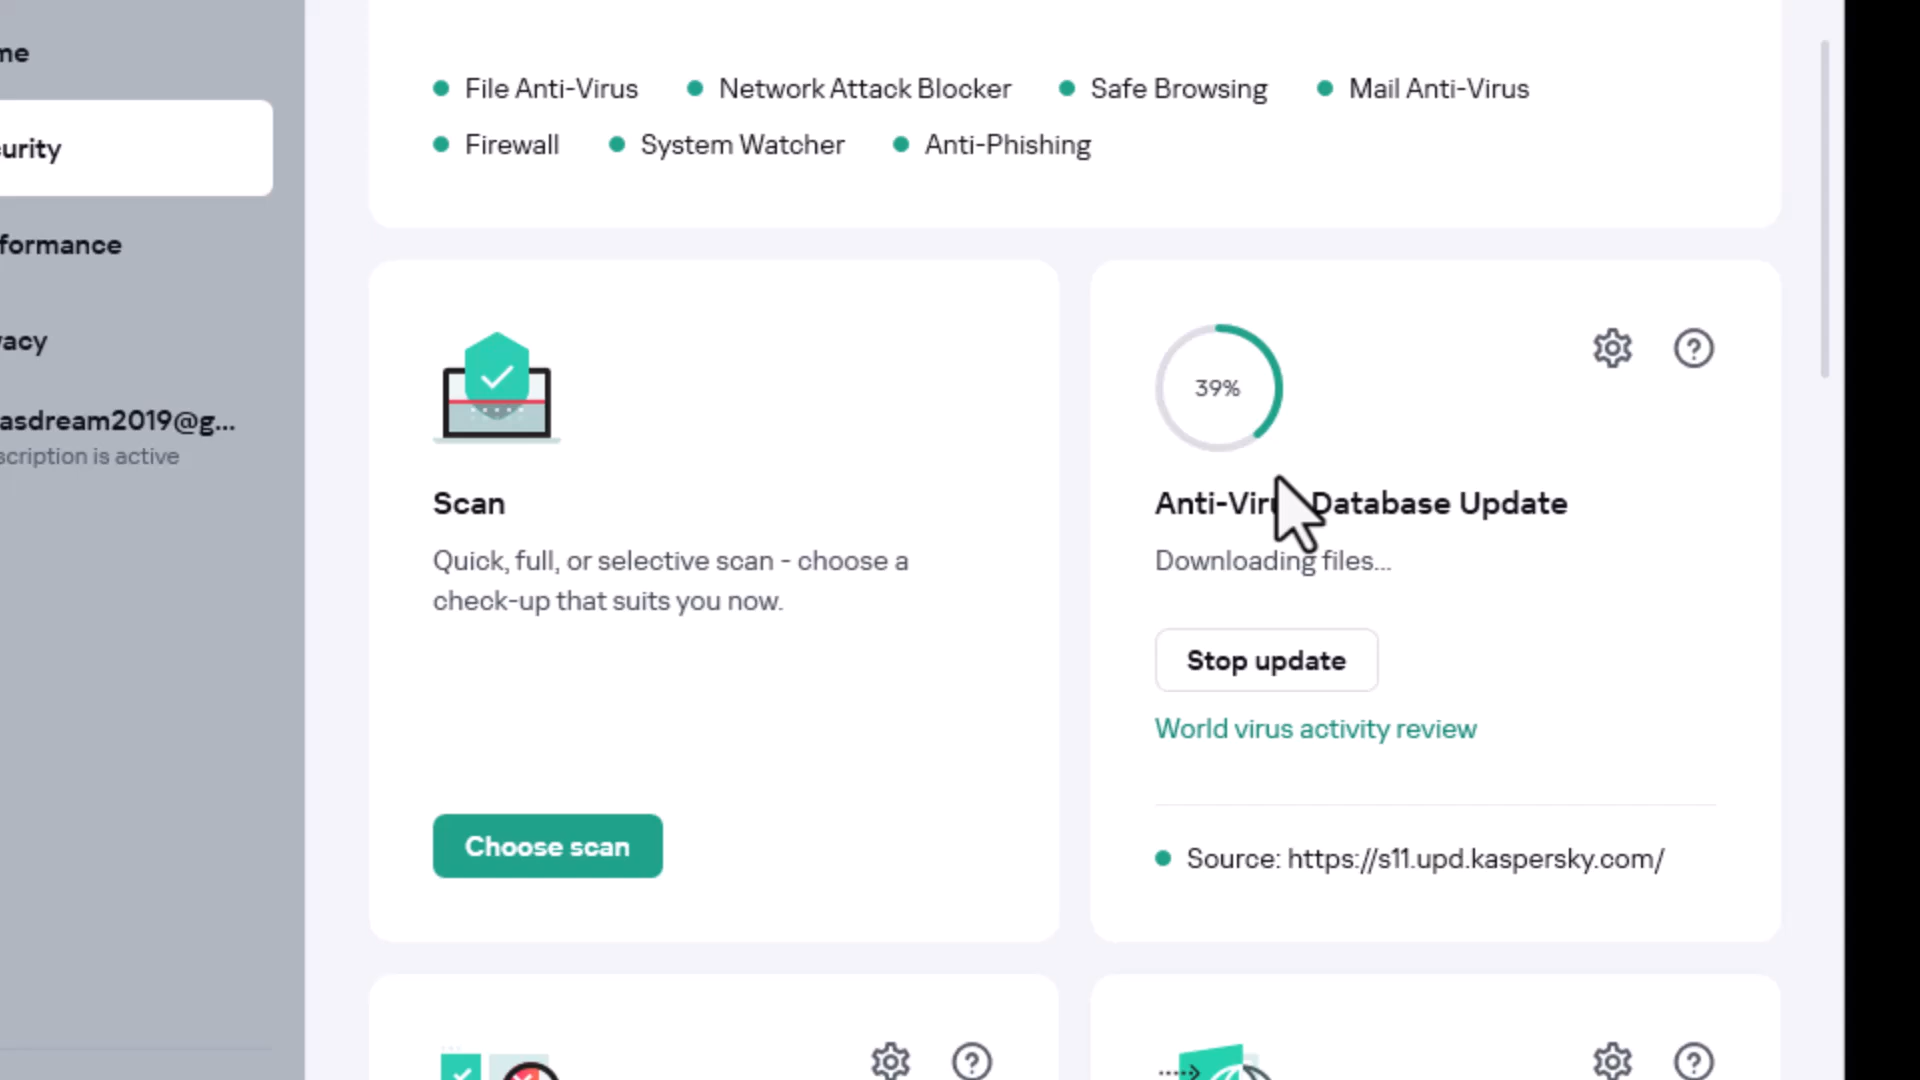 me
urity
formance
acy
asdream2019@g...
scription is active
File Anti-Virus
Network Attack Blocker
Safe Browsing
Mail Anti-Virus
Firewall
System Watcher
Anti-Phishing
Scan
Quick, full, or selective scan - choose a
check-up that suits you now.
Choose scan
39%
Anti-Viru Database Update
Downloading files...
Stop update
World virus activity review
Source: https://s11.upd.kaspersky.com/